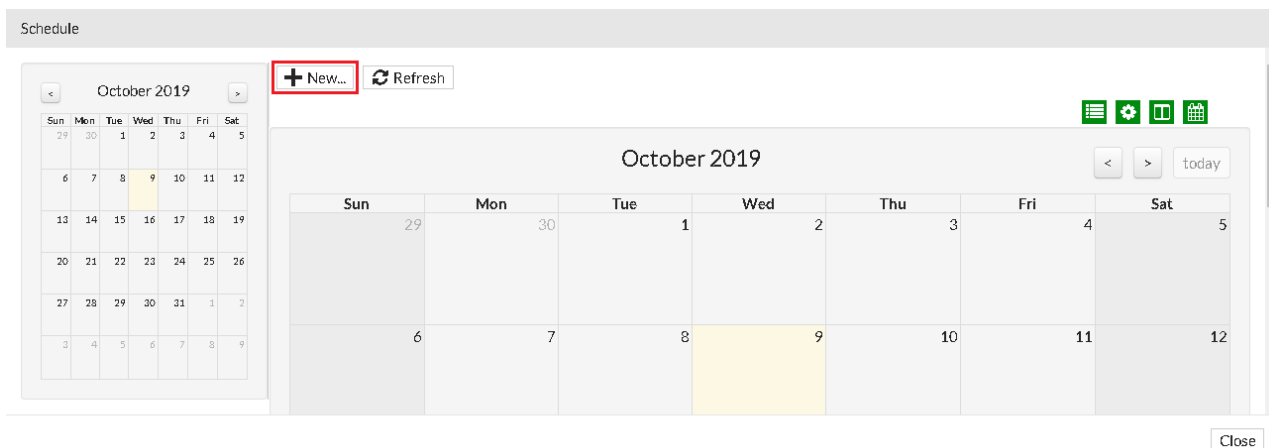 Schedule
< October 2019 >
Sun Mon Tue Wed Thu Fri Sat
29 30 1 2 3 4 5
6 7 8 9 10 11 12
13 14 15 16 17 18 19
20 21 22 23 24 25 26
27 28 29 30 31 1 2
3 4 5 6 7 8 9
New... Refresh
October 2019 < > today
Sun Mon Tue Wed Thu Fri Sat
29 30 1 2 3 4 5
6 7 8 9 10 11 12
Close